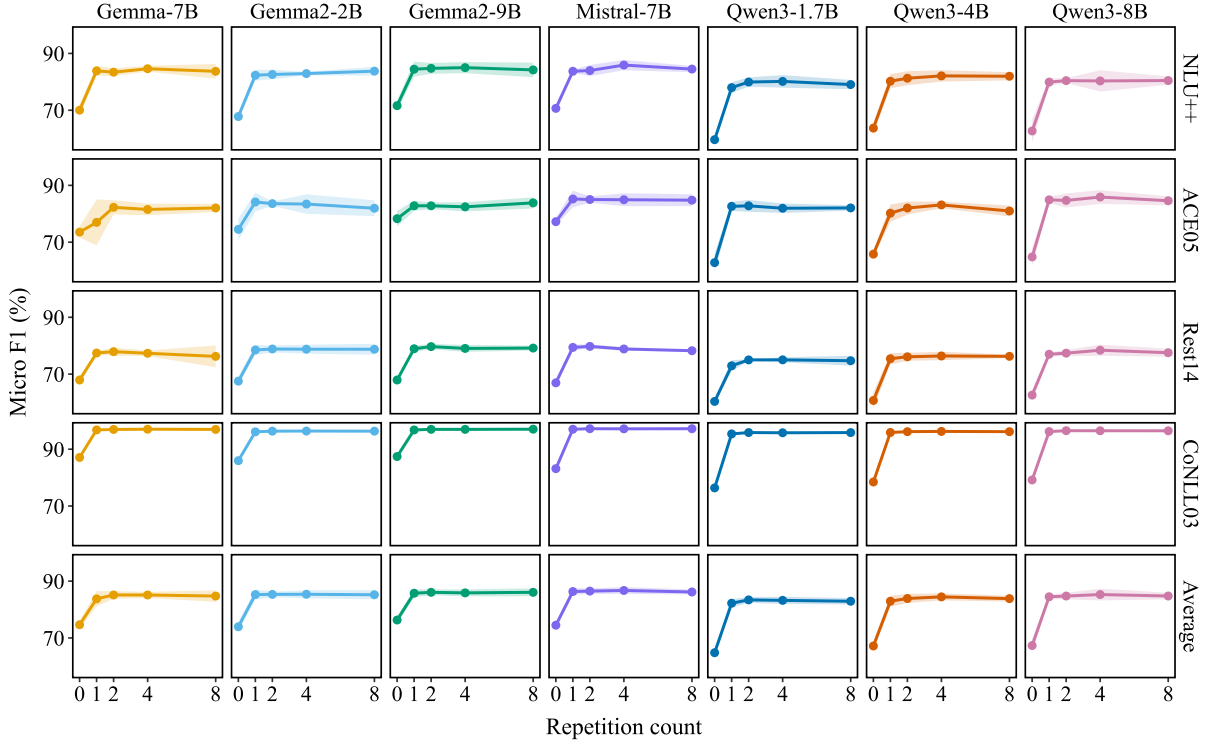 Gemma-7B Gemma2-2B Gemma2-9B Mistral-7B Qwen3-1.7B Qwen3-4B Qwen3-8B
90
70
NLU++
90
70
ACE05
Micro F1 (%)
90
70
Rest14
90
70
CoNLL03
90
70
Average
0 1 2 4 8 0 1 2 4 8 0 1 2 4 8 0 1 2 4 8 0 1 2 4 8 0 1 2 4 8 0 1 2 4 8
Repetition count